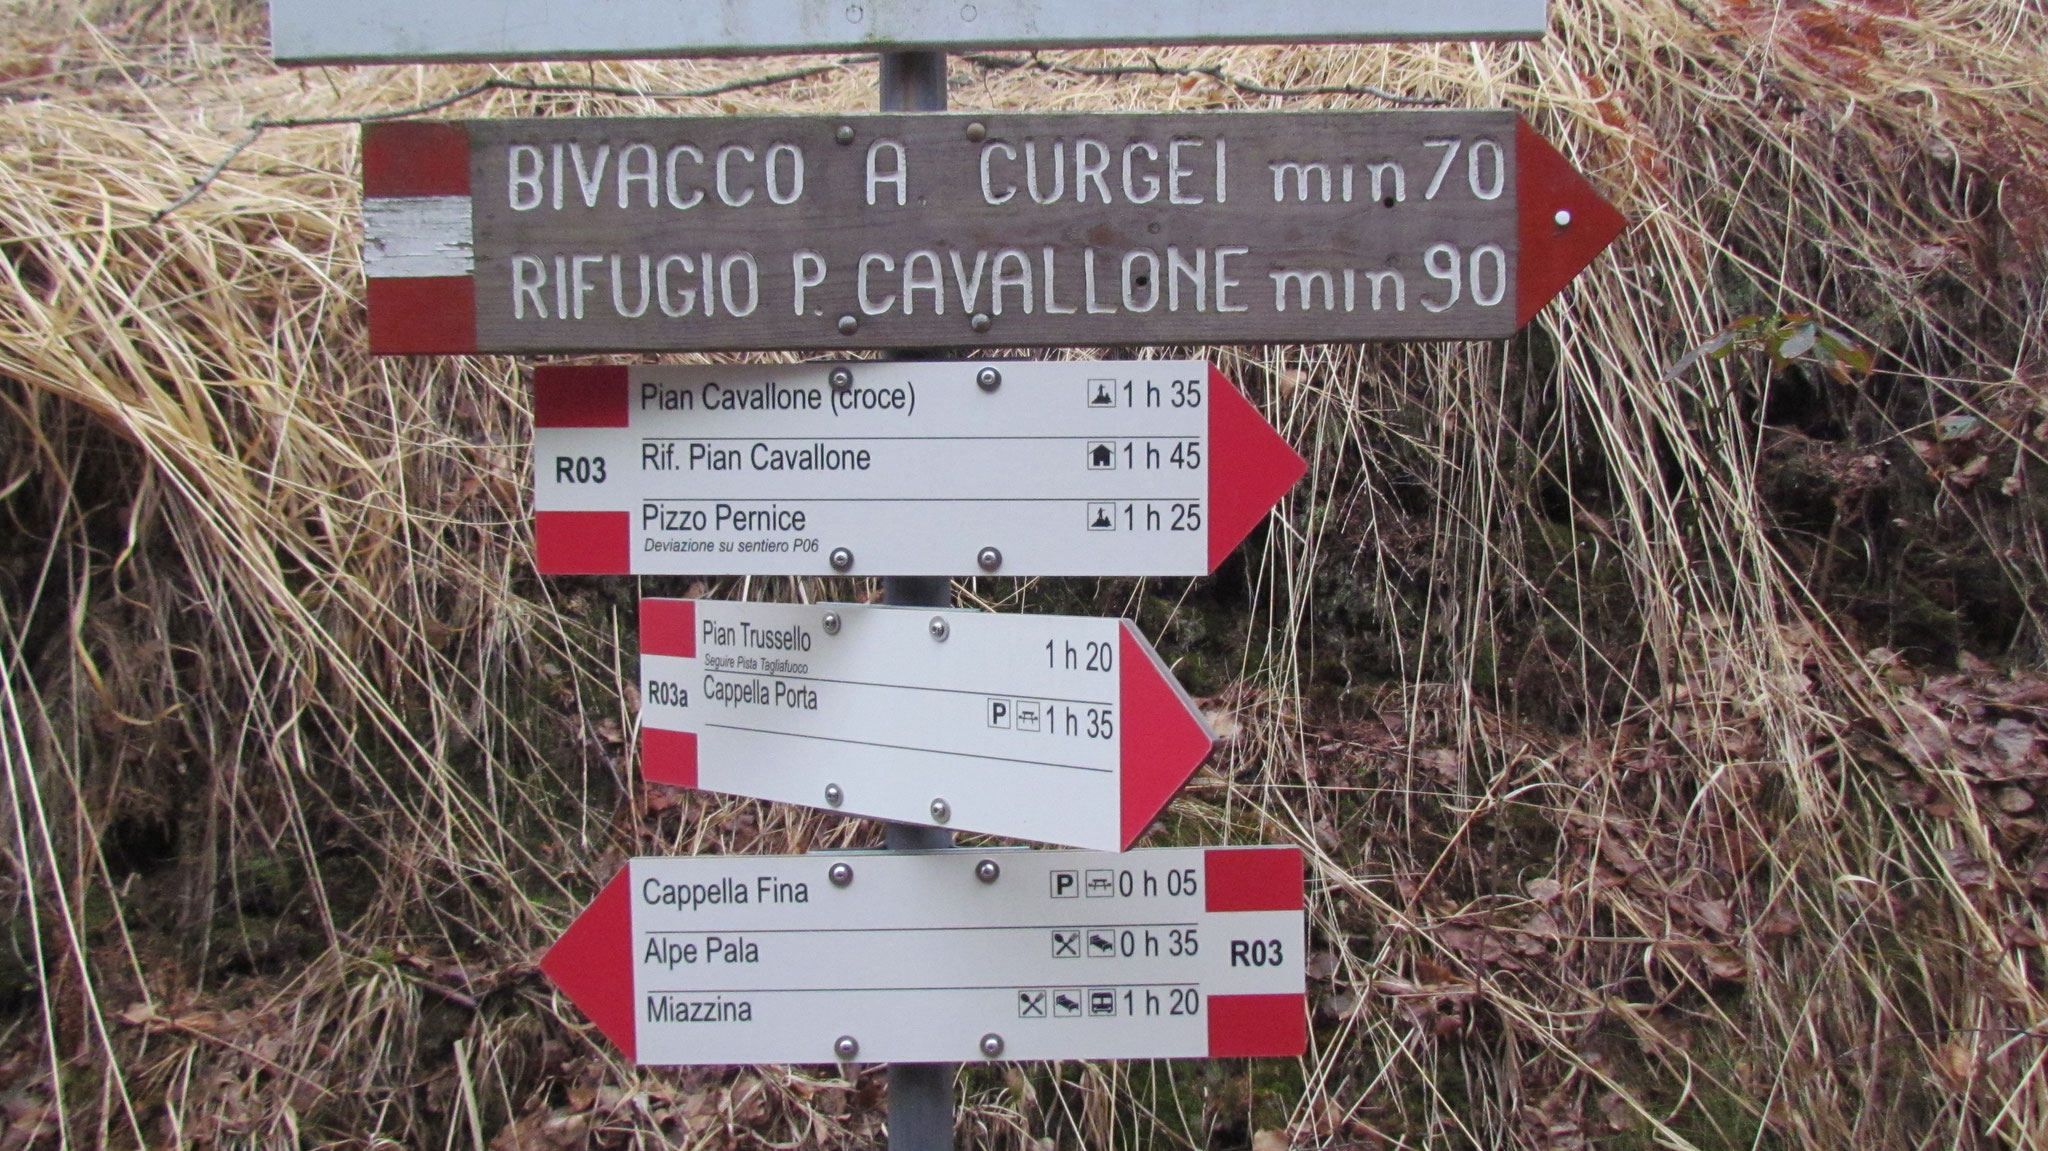 BIVACCO A. CURGEI min 70
RIFUGIO P. CAVALLONE min 90
Pian Cavallone (croce) 1 h 35
R03
Rif. Pian Cavallone 1 h 45
Pizzo Pernice 1 h 25
Deviazione su sentiero P06
Pian Trussello 1 h 20
Seguire Pista Tagliafuoco
R03a
Cappella Porta P 1 h 35
Cappella Fina P 0 h 05
Alpe Pala 0 h 35
R03
Miazzina 1 h 20